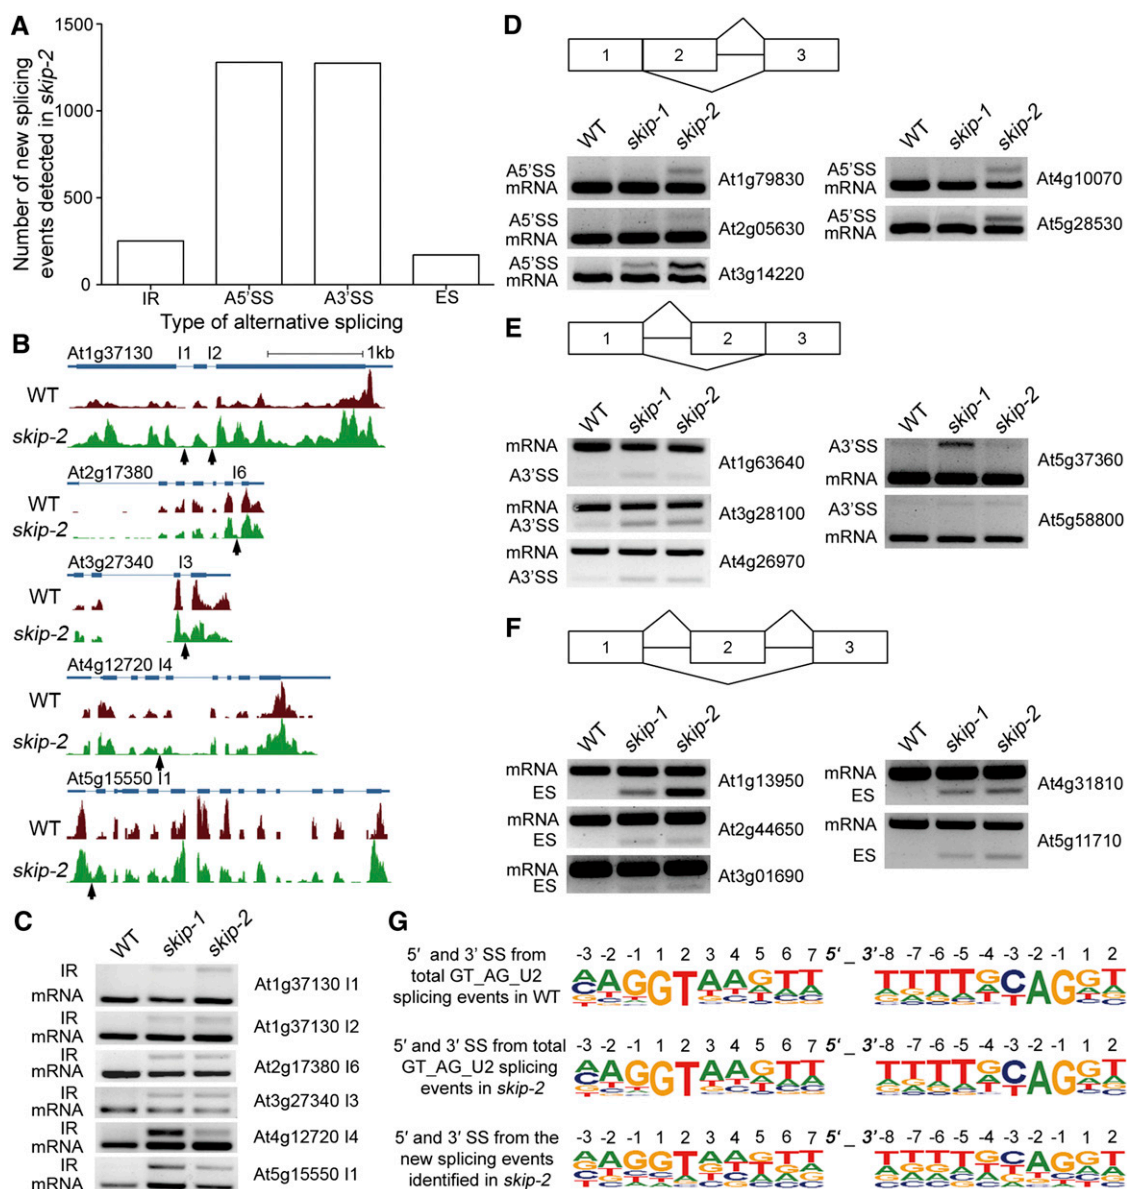 A
Number of new splicing
events detected in skip-2
1500
1000
500
0
IR A5'SS A3'SS ES
Type of alternative splicing
B
At1g37130 I1 I2 1kb
WT
skip-2
At2g17380 I6
WT
skip-2
At3g27340 I3
WT
skip-2
At4g12720 I4
WT
skip-2
At5g15550 I1
WT
skip-2
C
WT skip-1 skip-2
IR
mRNA At1g37130 I1
IR
mRNA At1g37130 I2
IR
mRNA At2g17380 I6
IR
mRNA At3g27340 I3
IR
mRNA At4g12720 I4
IR
mRNA At5g15550 I1
D
1 2 3
WT skip-1 skip-2
A5'SS
mRNA At1g79830
A5'SS
mRNA At2g05630
A5'SS
mRNA At3g14220
WT skip-1 skip-2
A5'SS
mRNA At4g10070
A5'SS
mRNA At5g28530
E
1 2 3
WT skip-1 skip-2
mRNA
A3'SS At1g63640
mRNA
A3'SS At3g28100
mRNA
A3'SS At4g26970
WT skip-1 skip-2
A3'SS
mRNA At5g37360
A3'SS
mRNA At5g58800
F
1 2 3
WT skip-1 skip-2
mRNA
ES At1g13950
mRNA
ES At2g44650
mRNA
ES At3g01690
WT skip-1 skip-2
mRNA
ES At4g31810
mRNA
ES At5g11710
G
5' and 3' SS from
total GT_AG_U2
splicing events in WT
-3 -2 -1 1 2 3 4 5 6 7 5'_ 3'-8 -7 -6 -5 -4 -3 -2 -1 1 2
AAGGTAAGTT TTTTGCAGGT
5' and 3' SS from total
GT_AG_U2 splicing
events in skip-2
-3 -2 -1 1 2 3 4 5 6 7 5'_ 3'-8 -7 -6 -5 -4 -3 -2 -1 1 2
AAGGTAAGTT TTTTGCAGGT
5' and 3' SS from the
new splicing events
identified in skip-2
-3 -2 -1 1 2 3 4 5 6 7 5'_ 3'-8 -7 -6 -5 -4 -3 -2 -1 1 2